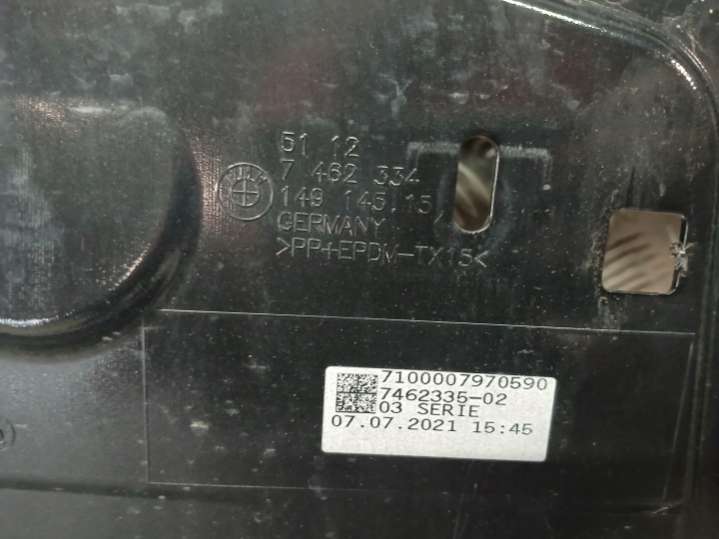 51 12
7 462 334
149 145.15
GERMANY
>PP+EPDM-TX15<
7100007970590
7462335-02
03 SERIE
07.07.2021 15:45